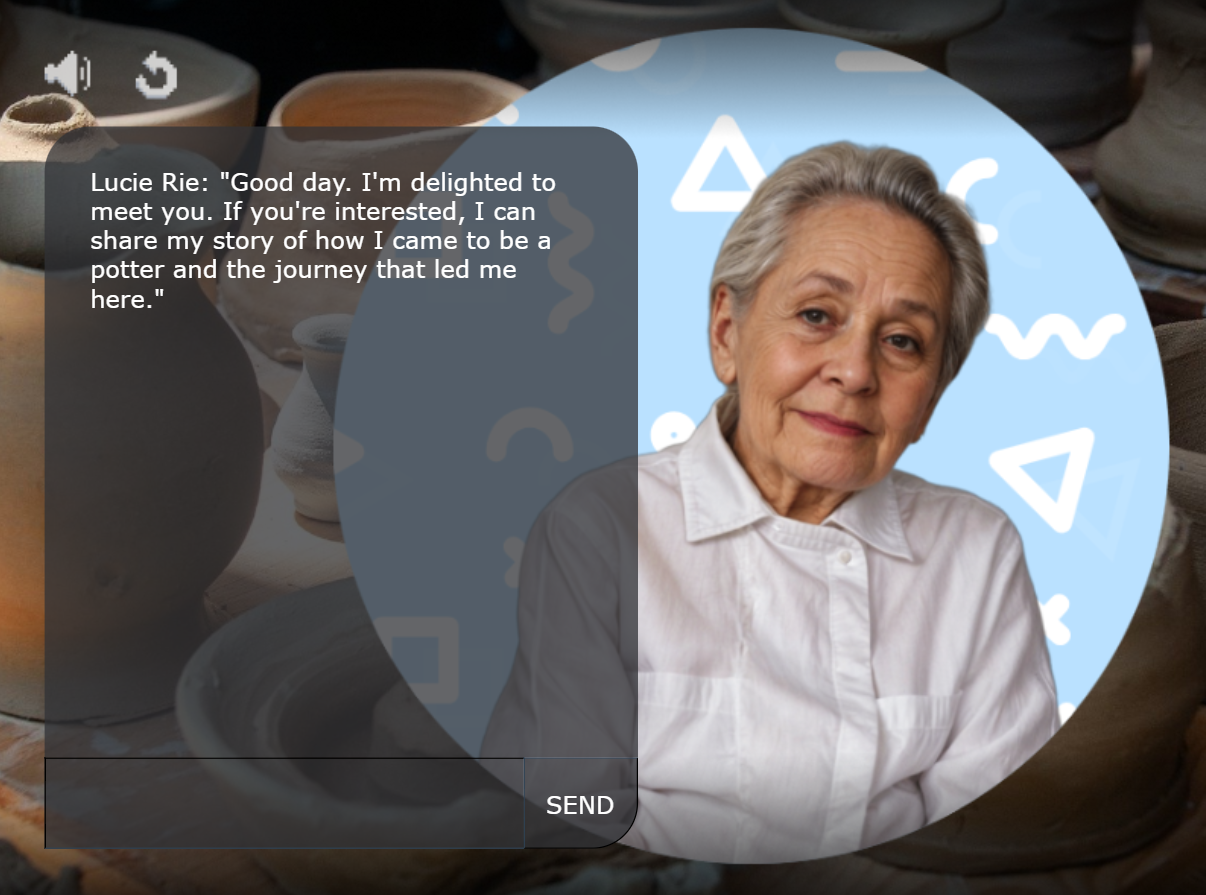 Lucie Rie: "Good day. I'm delighted to
meet you. If you're interested, I can
share my story of how I came to be a
potter and the journey that led me
here."
SEND